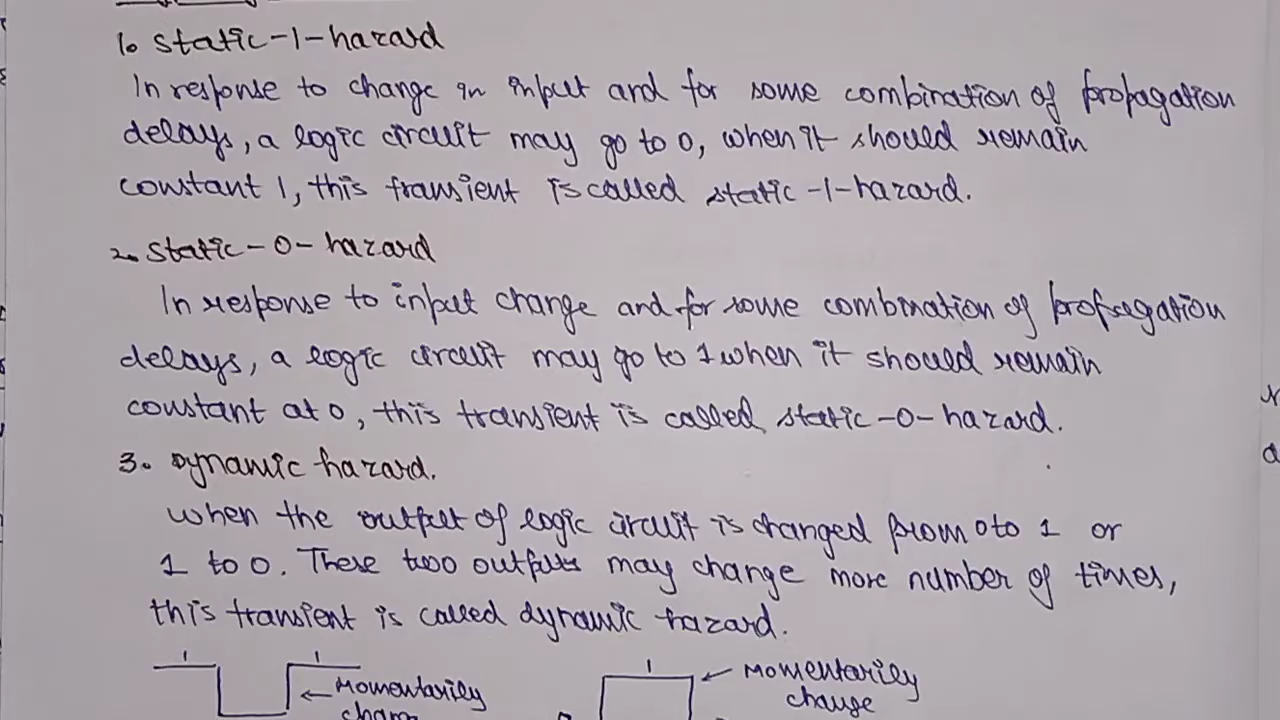 1. Static-1-hazard
In response to change in input and for some combination of propagation
delays, a logic circuit may go to 0, when it should remain
constant 1, this transient is called static-1-hazard.
2. Static-0-hazard
In response to input change and for some combination of propagation
delays, a logic circuit may go to 1 when it should remain
constant at 0, this transient is called static-0-hazard.
3. Dynamic hazard.
When the output of logic circuit is changed from 0 to 1 or
1 to 0. These two outputs may change more number of times,
this transient is called dynamic hazard.
1 1 1
Momentarily
Momentarily
change